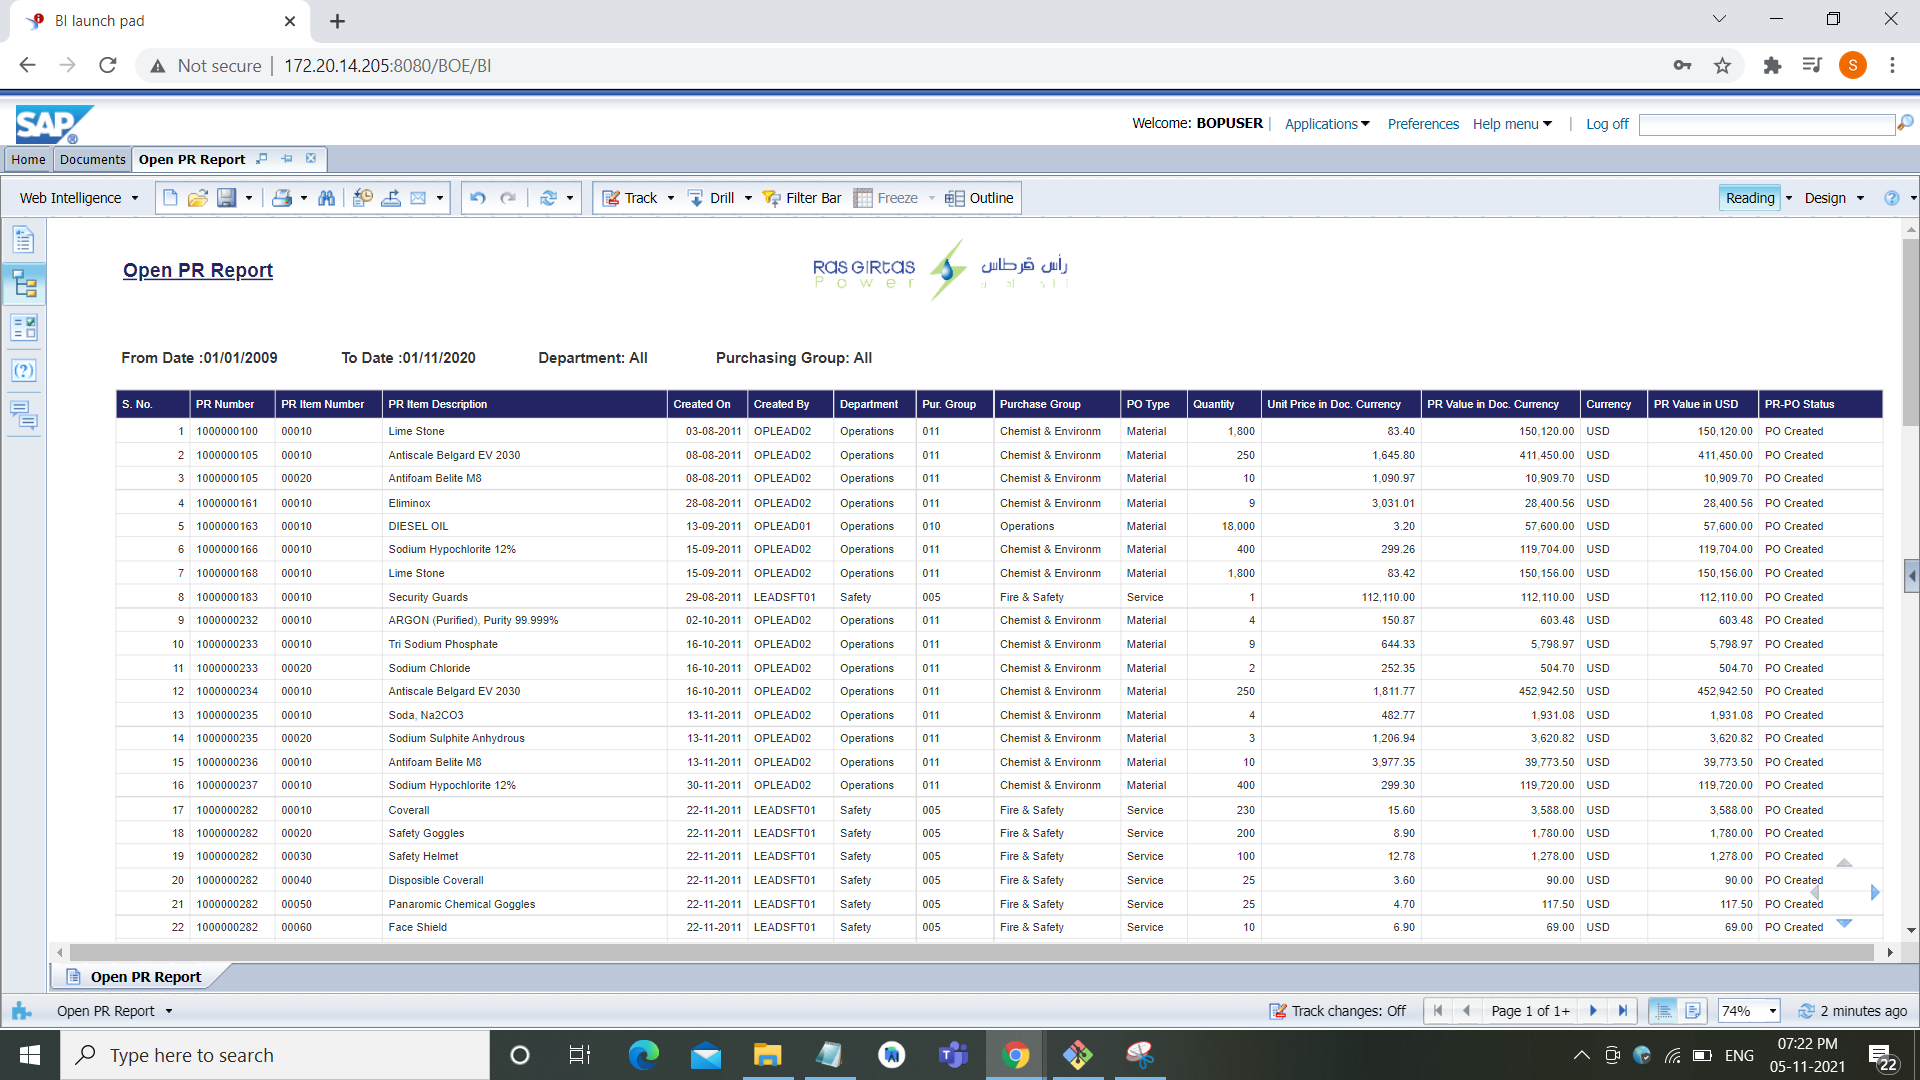 BI launch pad
Not secure 172.20.14.205:8080/BOE/BI
SAP
Welcome: BOPUSER Applications Preferences Help menu Log off
Home Documents Open PR Report
Web Intelligence Track Drill Filter Bar Freeze Outline Reading Design
Open PR Report
RAS GIRTAS Power رأس قرطاس
From Date :01/01/2009 To Date :01/11/2020 Department: All Purchasing Group: All
S. No. PR Number PR Item Number PR Item Description Created On Created By Department Pur. Group Purchase Group PO Type Quantity Unit Price in Doc. Currency PR Value in Doc. Currency Currency PR Value in USD PR-PO Status
1 1000000100 00010 Lime Stone 03-08-2011 OPLEAD02 Operations 011 Chemist & Environm Material 1,800 83.40 150,120.00 USD 150,120.00 PO Created
2 1000000105 00010 Antiscale Belgard EV 2030 08-08-2011 OPLEAD02 Operations 011 Chemist & Environm Material 250 1,645.80 411,450.00 USD 411,450.00 PO Created
3 1000000105 00020 Antifoam Belite M8 08-08-2011 OPLEAD02 Operations 011 Chemist & Environm Material 10 1,090.97 10,909.70 USD 10,909.70 PO Created
4 1000000161 00010 Eliminox 28-08-2011 OPLEAD02 Operations 011 Chemist & Environm Material 9 3,031.01 28,400.56 USD 28,400.56 PO Created
5 1000000163 00010 DIESEL OIL 13-09-2011 OPLEAD01 Operations 010 Operations Material 18,000 3.20 57,600.00 USD 57,600.00 PO Created
6 1000000166 00010 Sodium Hypochlorite 12% 15-09-2011 OPLEAD02 Operations 011 Chemist & Environm Material 400 299.26 119,704.00 USD 119,704.00 PO Created
7 1000000168 00010 Lime Stone 15-09-2011 OPLEAD02 Operations 011 Chemist & Environm Material 1,800 83.42 150,156.00 USD 150,156.00 PO Created
8 1000000183 00010 Security Guards 29-08-2011 LEADSFT01 Safety 005 Fire & Safety Service 1 112,110.00 112,110.00 USD 112,110.00 PO Created
9 1000000232 00010 ARGON (Purified), Purity 99.999% 02-10-2011 OPLEAD02 Operations 011 Chemist & Environm Material 4 150.87 603.48 USD 603.48 PO Created
10 1000000233 00010 Tri Sodium Phosphate 16-10-2011 OPLEAD02 Operations 011 Chemist & Environm Material 9 644.33 5,798.97 USD 5,798.97 PO Created
11 1000000233 00020 Sodium Chloride 16-10-2011 OPLEAD02 Operations 011 Chemist & Environm Material 2 252.35 504.70 USD 504.70 PO Created
12 1000000234 00010 Antiscale Belgard EV 2030 16-10-2011 OPLEAD02 Operations 011 Chemist & Environm Material 250 1,811.77 452,942.50 USD 452,942.50 PO Created
13 1000000235 00010 Soda, Na2CO3 13-11-2011 OPLEAD02 Operations 011 Chemist & Environm Material 4 482.77 1,931.08 USD 1,931.08 PO Created
14 1000000235 00020 Sodium Sulphite Anhydrous 13-11-2011 OPLEAD02 Operations 011 Chemist & Environm Material 3 1,206.94 3,620.82 USD 3,620.82 PO Created
15 1000000236 00010 Antifoam Belite M8 13-11-2011 OPLEAD02 Operations 011 Chemist & Environm Material 10 3,977.35 39,773.50 USD 39,773.50 PO Created
16 1000000237 00010 Sodium Hypochlorite 12% 30-11-2011 OPLEAD02 Operations 011 Chemist & Environm Material 400 299.30 119,720.00 USD 119,720.00 PO Created
17 1000000282 00010 Coverall 22-11-2011 LEADSFT01 Safety 005 Fire & Safety Service 230 15.60 3,588.00 USD 3,588.00 PO Created
18 1000000282 00020 Safety Goggles 22-11-2011 LEADSFT01 Safety 005 Fire & Safety Service 200 8.90 1,780.00 USD 1,780.00 PO Created
19 1000000282 00030 Safety Helmet 22-11-2011 LEADSFT01 Safety 005 Fire & Safety Service 100 12.78 1,278.00 USD 1,278.00 PO Created
20 1000000282 00040 Disposible Coverall 22-11-2011 LEADSFT01 Safety 005 Fire & Safety Service 25 3.60 90.00 USD 90.00 PO Created
21 1000000282 00050 Panaromic Chemical Goggles 22-11-2011 LEADSFT01 Safety 005 Fire & Safety Service 25 4.70 117.50 USD 117.50 PO Created
22 1000000282 00060 Face Shield 22-11-2011 LEADSFT01 Safety 005 Fire & Safety Service 10 6.90 69.00 USD 69.00 PO Created
Open PR Report
Open PR Report Track changes: Off Page 1 of 1+ 74% 2 minutes ago
Type here to search ENG 07:22 PM
05-11-2021 22